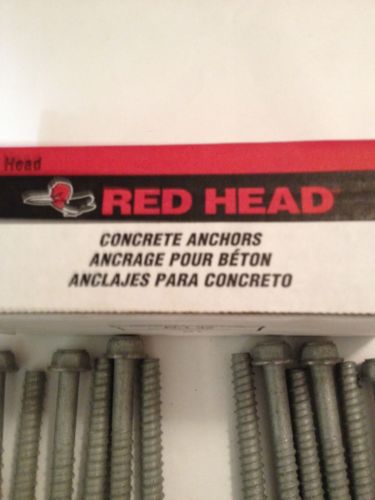 Head
RED HEAD
CONCRETE ANCHORS
ANCRAGE POUR BÉTON
ANCLAJES PARA CONCRETO